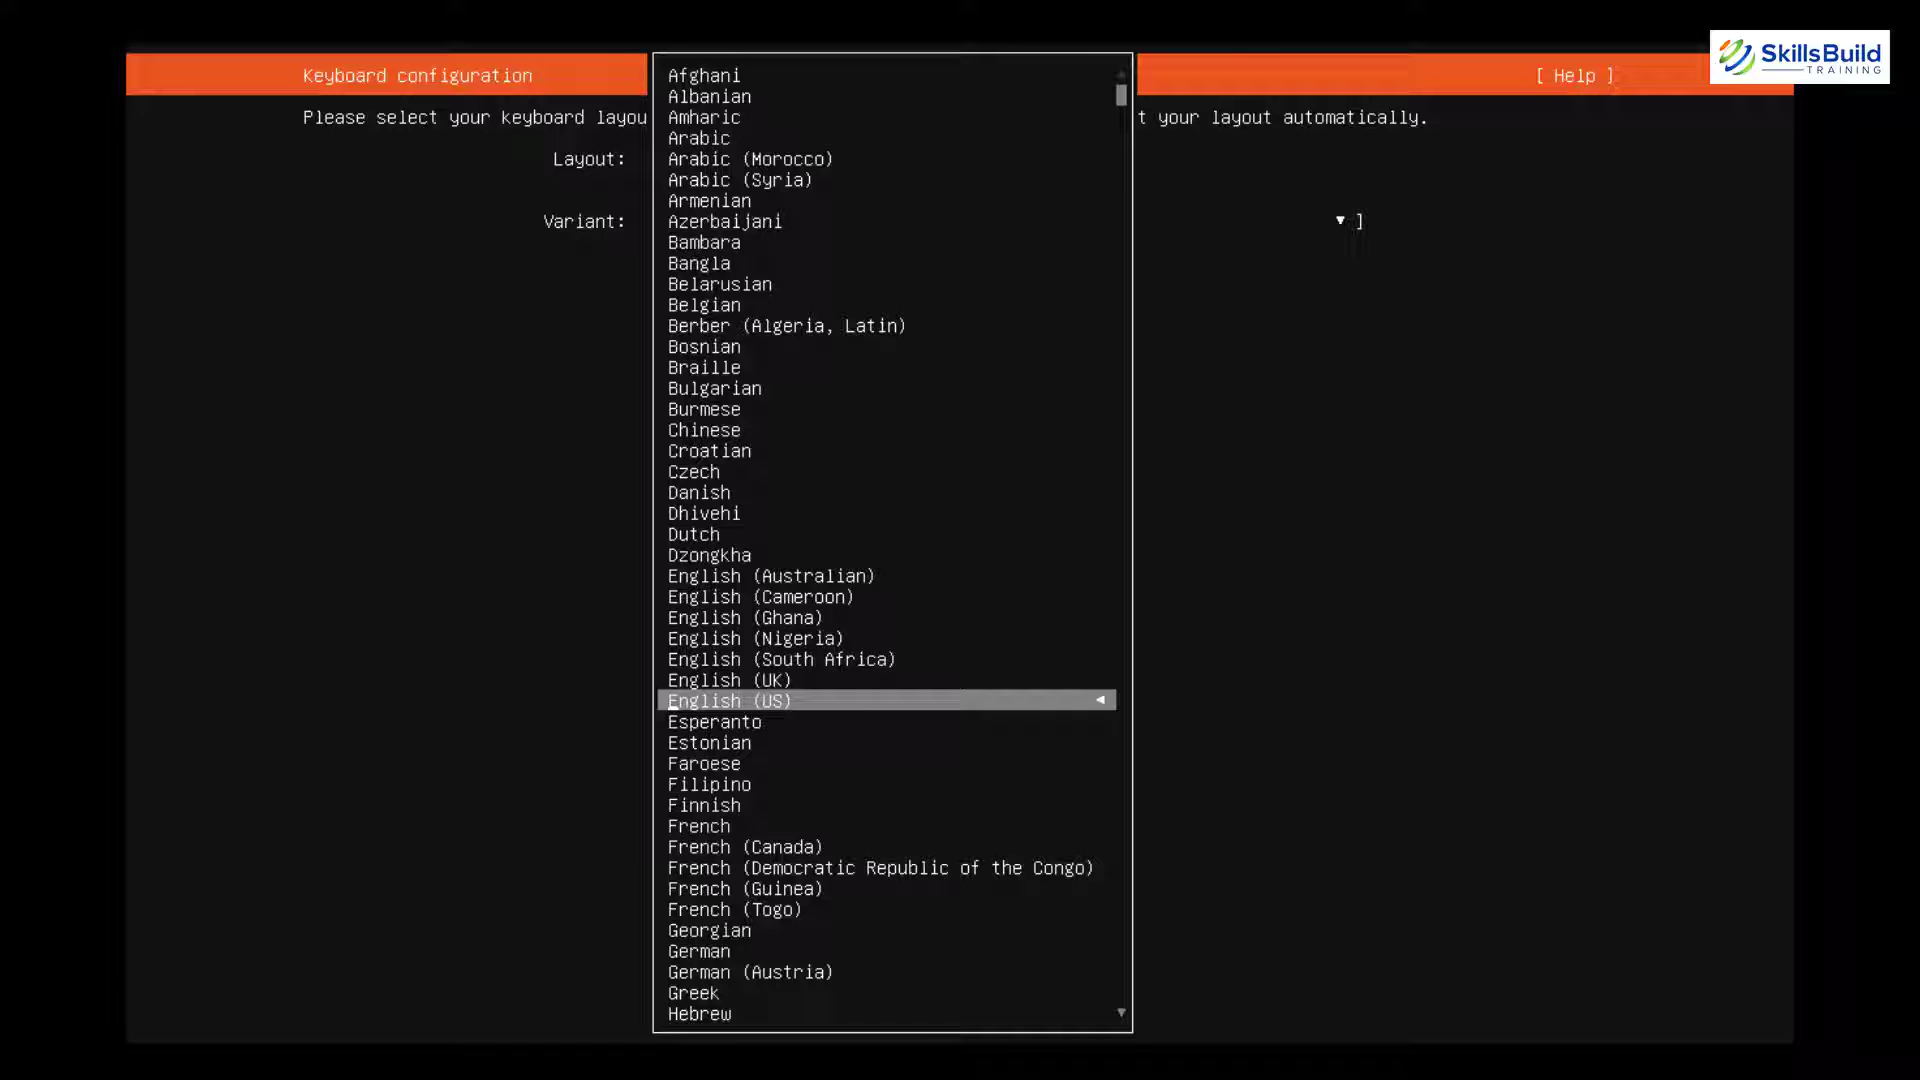 SkillsBuild
TRAINING
Keyboard configuration
[ Help ]
Please select your keyboard layou
t your layout automatically.
Layout:
Variant:
▼ ]
Afghani
Albanian
Amharic
Arabic
Arabic (Morocco)
Arabic (Syria)
Armenian
Azerbaijani
Bambara
Bangla
Belarusian
Belgian
Berber (Algeria, Latin)
Bosnian
Braille
Bulgarian
Burmese
Chinese
Croatian
Czech
Danish
Dhivehi
Dutch
Dzongkha
English (Australian)
English (Cameroon)
English (Ghana)
English (Nigeria)
English (South Africa)
English (UK)
English (US) ◄
Esperanto
Estonian
Faroese
Filipino
Finnish
French
French (Canada)
French (Democratic Republic of the Congo)
French (Guinea)
French (Togo)
Georgian
German
German (Austria)
Greek
Hebrew